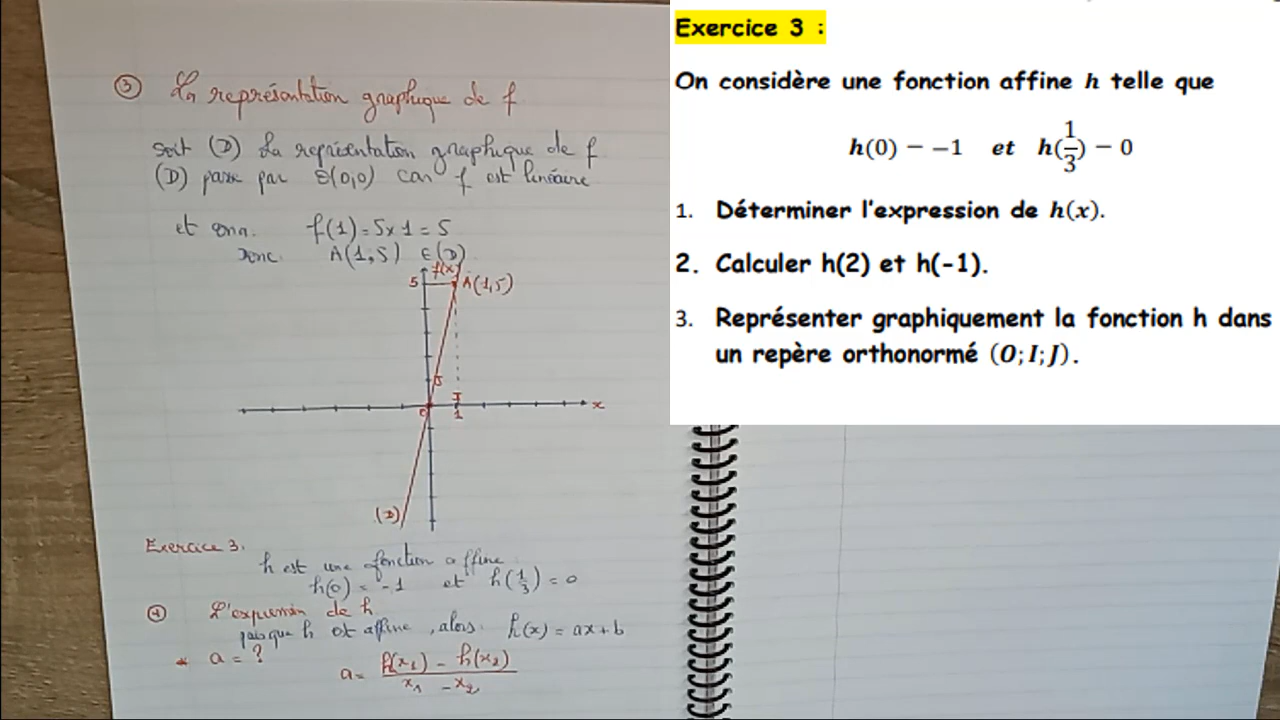 ③ La représentation graphique de f
soit (D) La représentation graphique de f
(D) passe par O(0,0) car f est linéaire
et on a. f(1) = 5x1 = 5
Donc. A(1,5) ∈ (D)
f(x)
5 A(1,5)
J
I
O 1 x
(D)
Exercice 3.
h est une fonction affine
h(0) = -1 et h(1/3) = 0
① L'expression de h
puisque h est affine, alors. h(x) = ax+b
* a = ? a = h(x₁) - h(x₂) / x₁ - x₂
Exercice 3 :
On considère une fonction affine h telle que
h(0) − −1 et h(1/3) − 0
1. Déterminer l'expression de h(x).
2. Calculer h(2) et h(-1).
3. Représenter graphiquement la fonction h dans
un repère orthonormé (O; I; J).